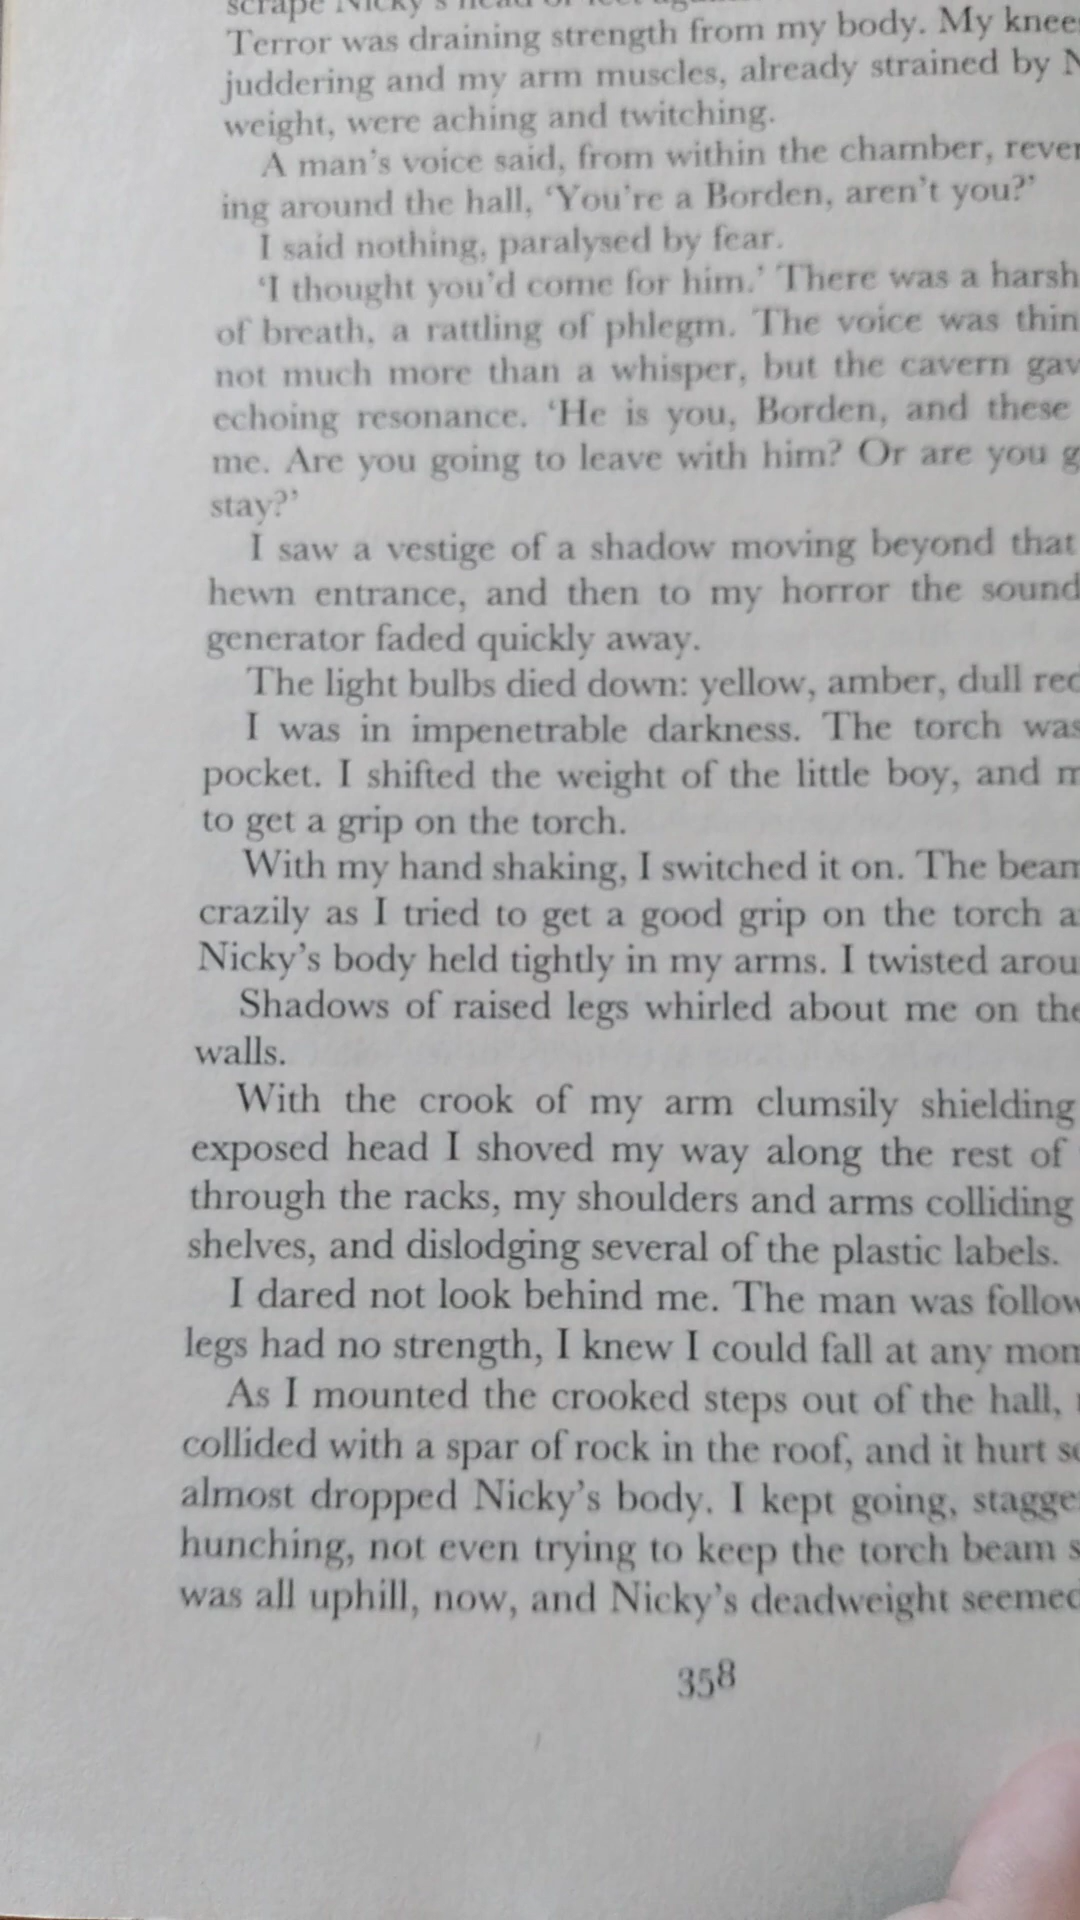 scrape Nicky's head or feet
Terror was draining strength from my body. My knee
juddering and my arm muscles, already strained by N
weight, were aching and twitching.
A man's voice said, from within the chamber, rever
ing around the hall, 'You're a Borden, aren't you?'
I said nothing, paralysed by fear.
'I thought you'd come for him.' There was a harsh
of breath, a rattling of phlegm. The voice was thin
not much more than a whisper, but the cavern gav
echoing resonance. 'He is you, Borden, and these
me. Are you going to leave with him? Or are you g
stay?'
I saw a vestige of a shadow moving beyond that
hewn entrance, and then to my horror the sound
generator faded quickly away.
The light bulbs died down: yellow, amber, dull red
I was in impenetrable darkness. The torch was
pocket. I shifted the weight of the little boy, and m
to get a grip on the torch.
With my hand shaking, I switched it on. The beam
crazily as I tried to get a good grip on the torch a
Nicky's body held tightly in my arms. I twisted arou
Shadows of raised legs whirled about me on the
walls.
With the crook of my arm clumsily shielding
exposed head I shoved my way along the rest of
through the racks, my shoulders and arms colliding
shelves, and dislodging several of the plastic labels.
I dared not look behind me. The man was follow
legs had no strength, I knew I could fall at any mom
As I mounted the crooked steps out of the hall,
collided with a spar of rock in the roof, and it hurt so
almost dropped Nicky's body. I kept going, stagge
hunching, not even trying to keep the torch beam s
was all uphill, now, and Nicky's deadweight seemed
358